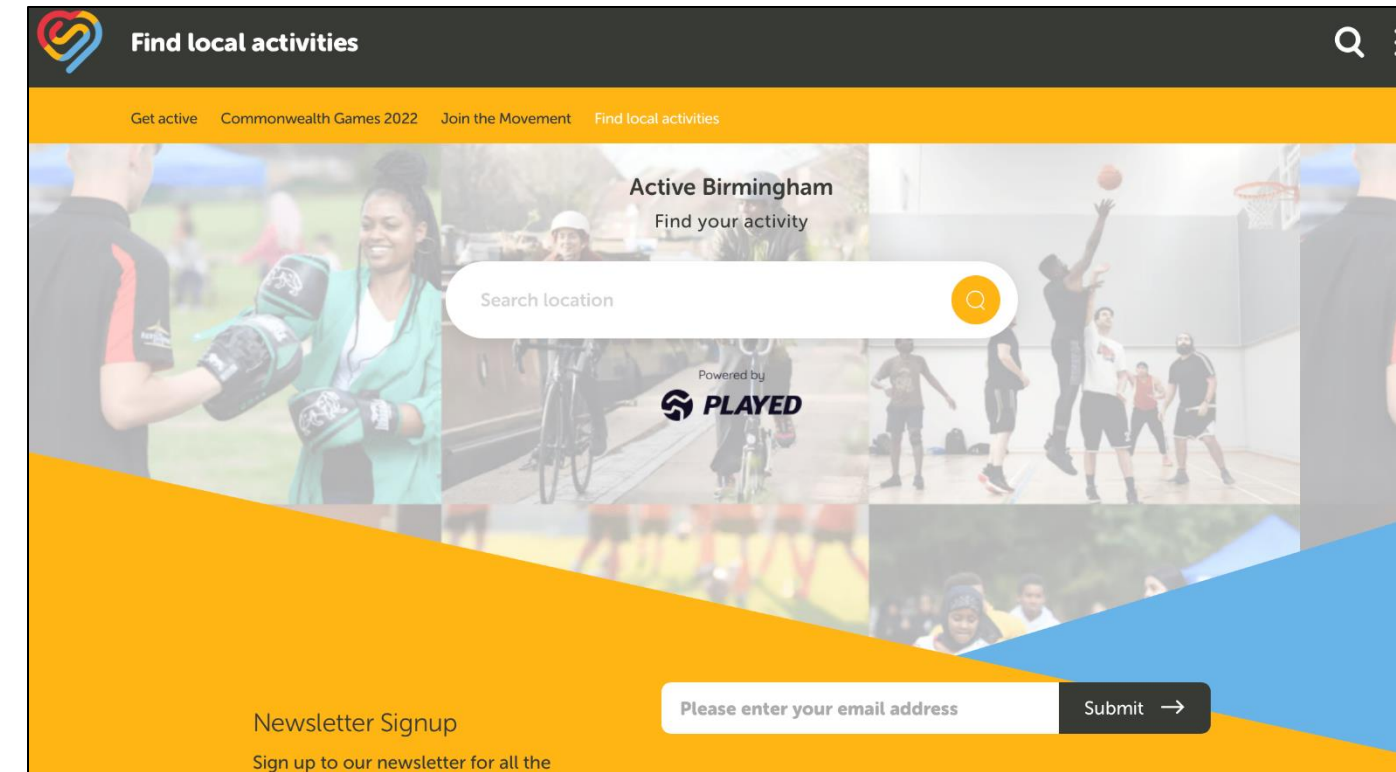 Find local activities
Get active Commonwealth Games 2022 Join the Movement Find local activities
Active Birmingham
Find your activity
Search location
Powered by
PLAYED
Please enter your email address
Submit →
Newsletter Signup
Sign up to our newsletter for all the